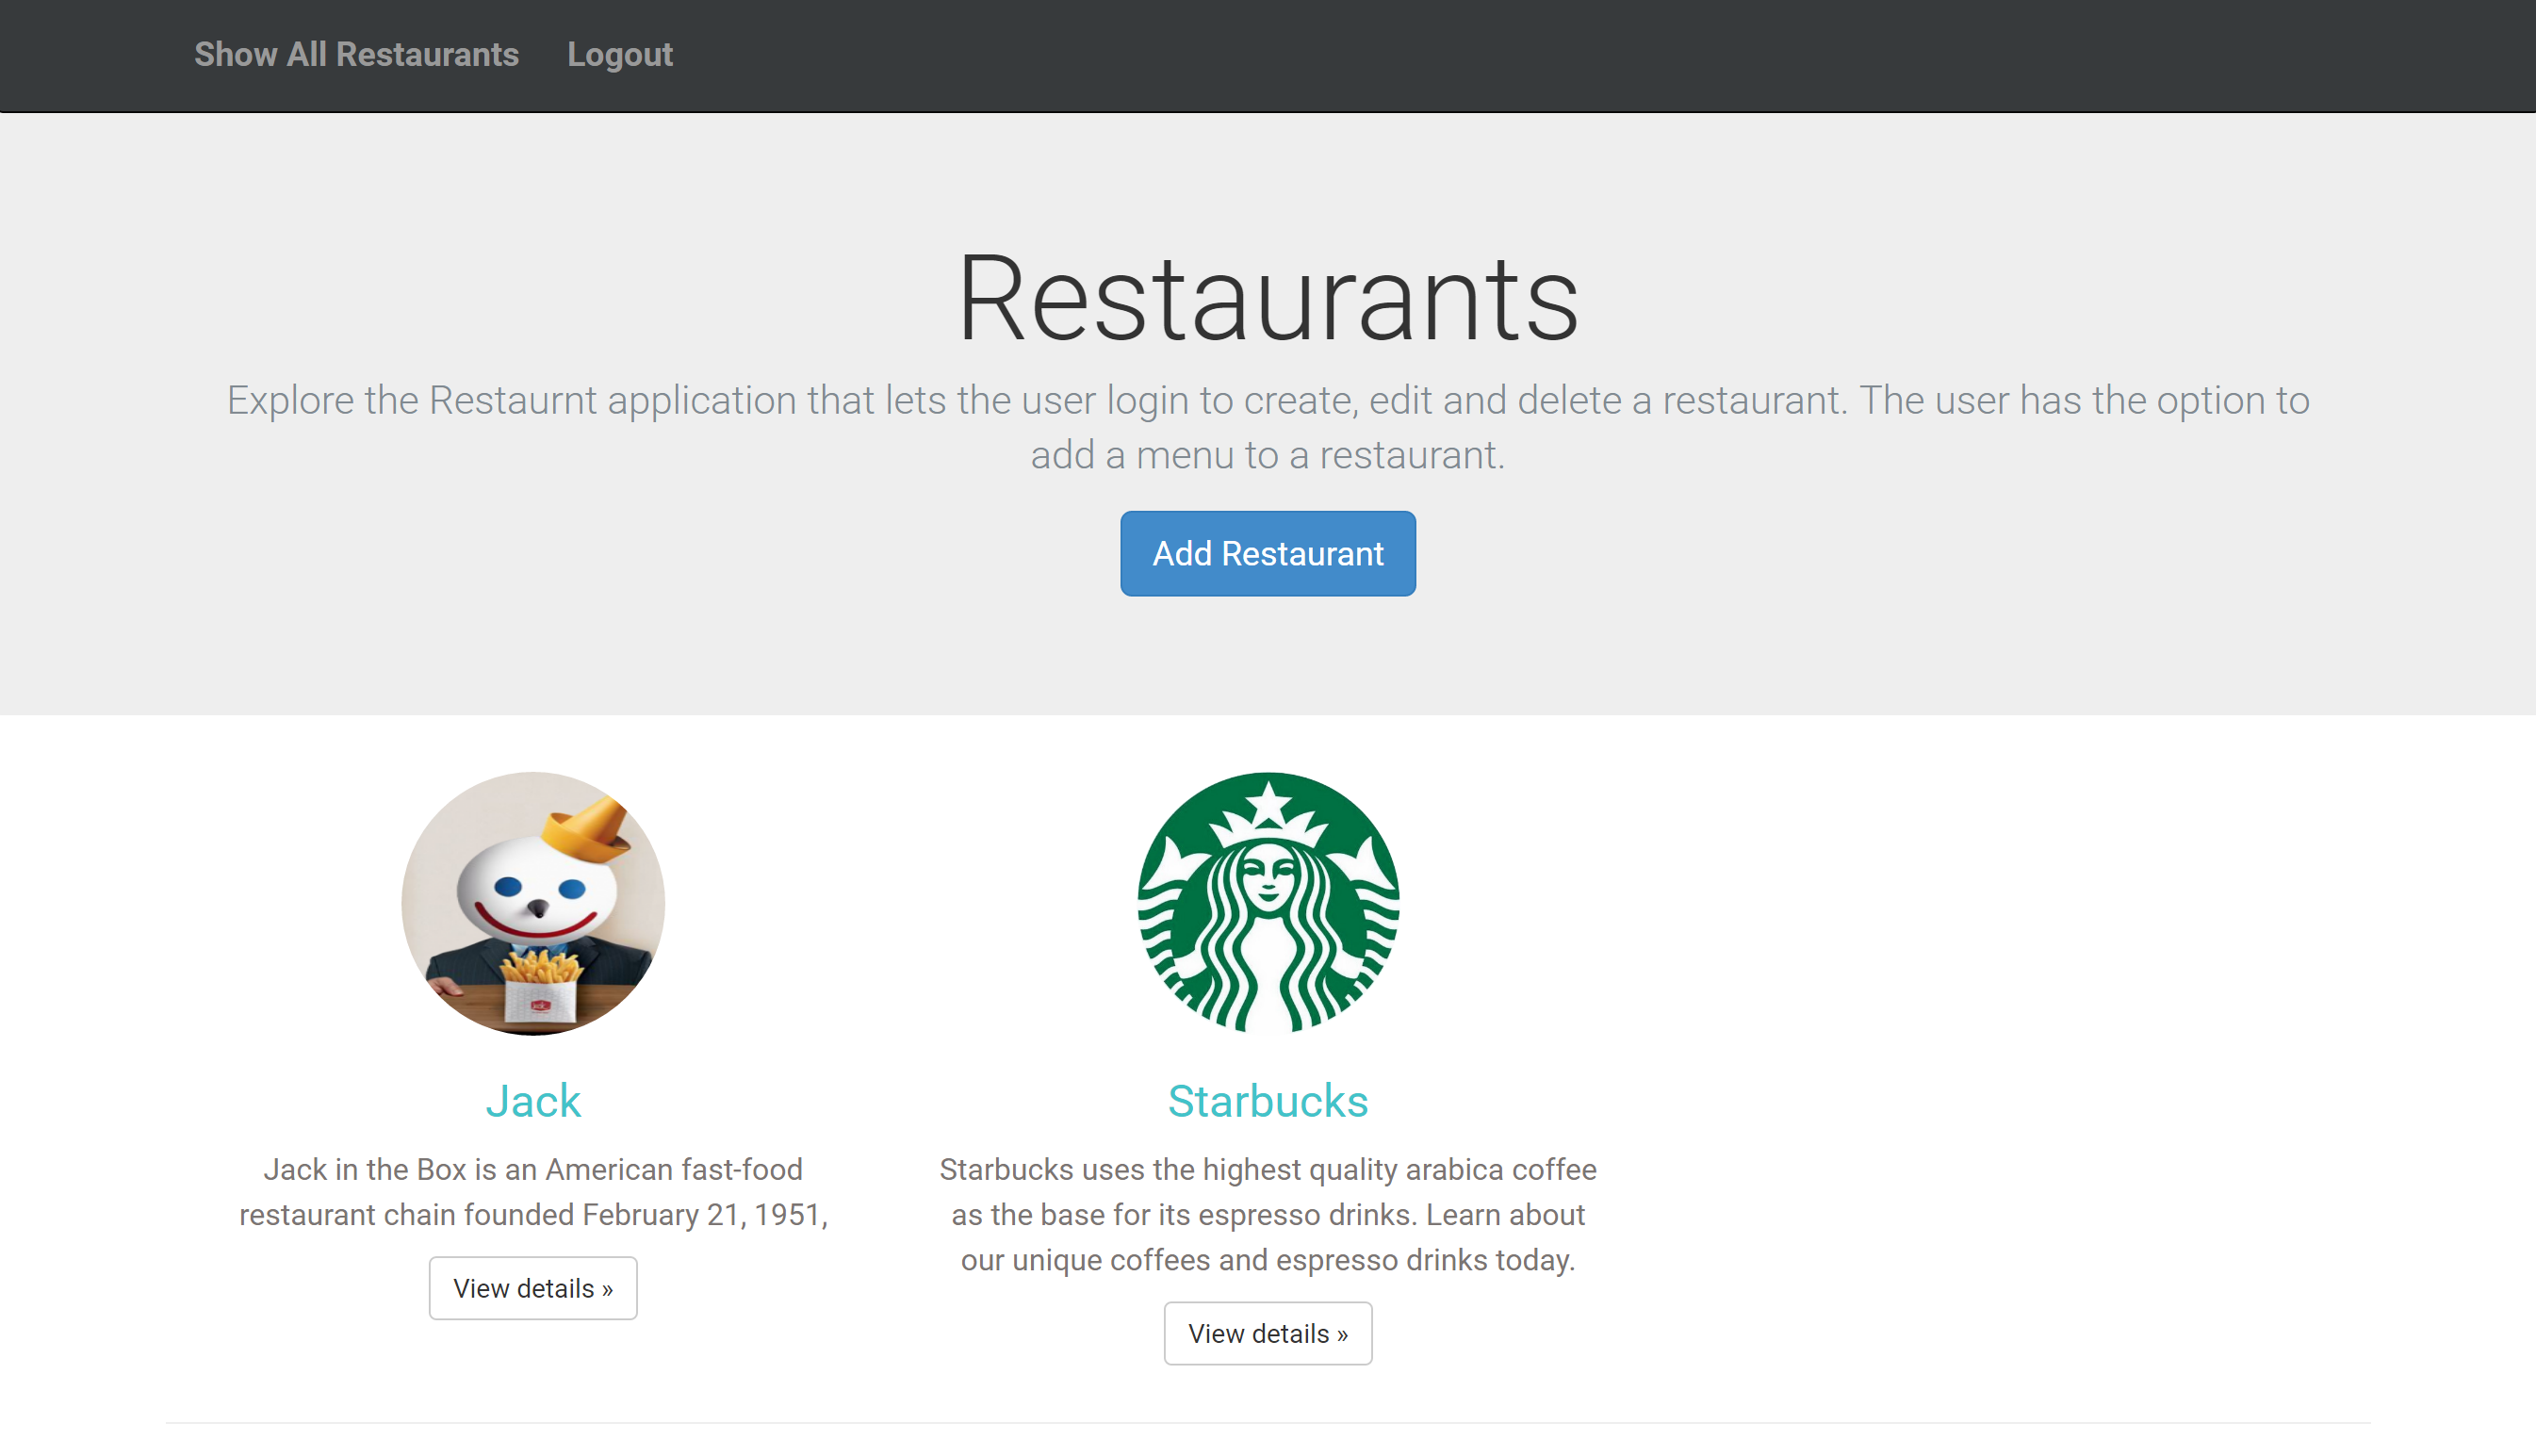 Show All Restaurants Logout
Restaurants
Explore the Restaurnt application that lets the user login to create, edit and delete a restaurant. The user has the option to
add a menu to a restaurant.
Add Restaurant
Jack
Jack in the Box is an American fast-food
restaurant chain founded February 21, 1951,
View details »
Starbucks
Starbucks uses the highest quality arabica coffee
as the base for its espresso drinks. Learn about
our unique coffees and espresso drinks today.
View details »